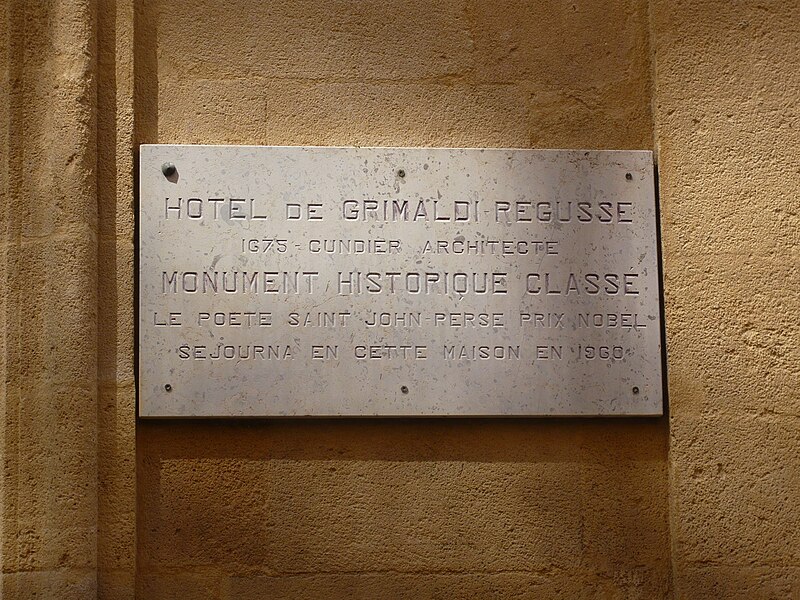 HOTEL DE GRIMALDI-REGUSSE
1675 - CUNDIER ARCHITECTE
MONUMENT HISTORIQUE CLASSÉ
LE POETE SAINT JOHN-PERSE PRIX NOBEL
SEJOURNA EN CETTE MAISON EN 1960